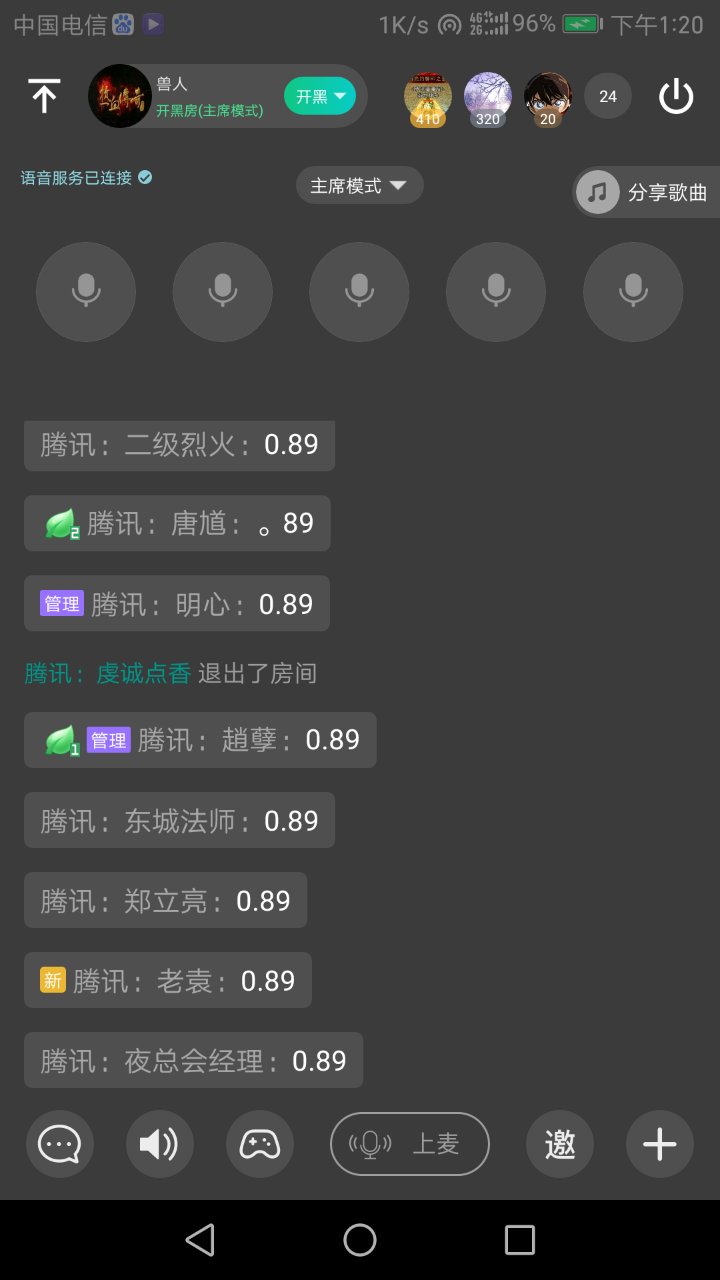 中国电信 1K/s 4G 2G 96% 下午1:20
兽人
开黑房(主席模式)
开黑
410 320 20 24
语音服务已连接
主席模式
分享歌曲
腾讯：二级烈火：0.89
2 腾讯：唐馗：。89
管理 腾讯：明心：0.89
腾讯：虔诚点香 退出了房间
1 管理 腾讯：趙孽：0.89
腾讯：东城法师：0.89
腾讯：郑立亮：0.89
新 腾讯：老袁：0.89
腾讯：夜总会经理：0.89
上麦 邀